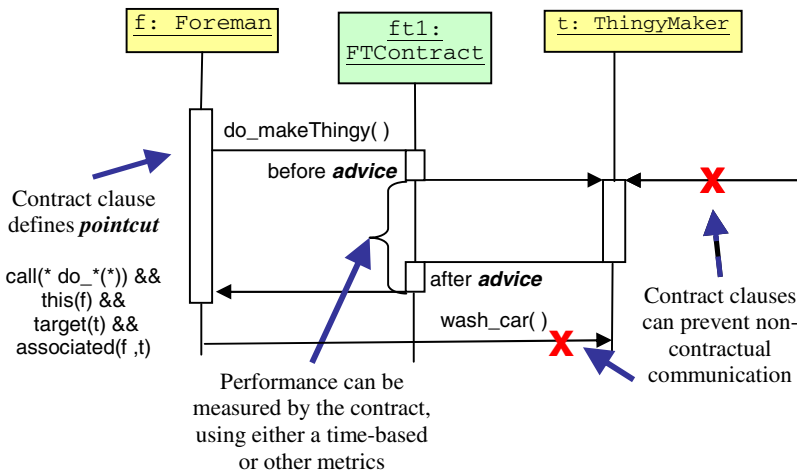 f: Foreman
ft1:
FTContract
t: ThingyMaker
do_makeThingy( )
before advice
Contract clause
defines pointcut
call(* do_*(*)) &&
this(f) &&
target(t) &&
associated(f ,t)
after advice
wash_car( )
X
X
Contract clauses
can prevent non-
contractual
communication
Performance can be
measured by the contract,
using either a time-based
or other metrics